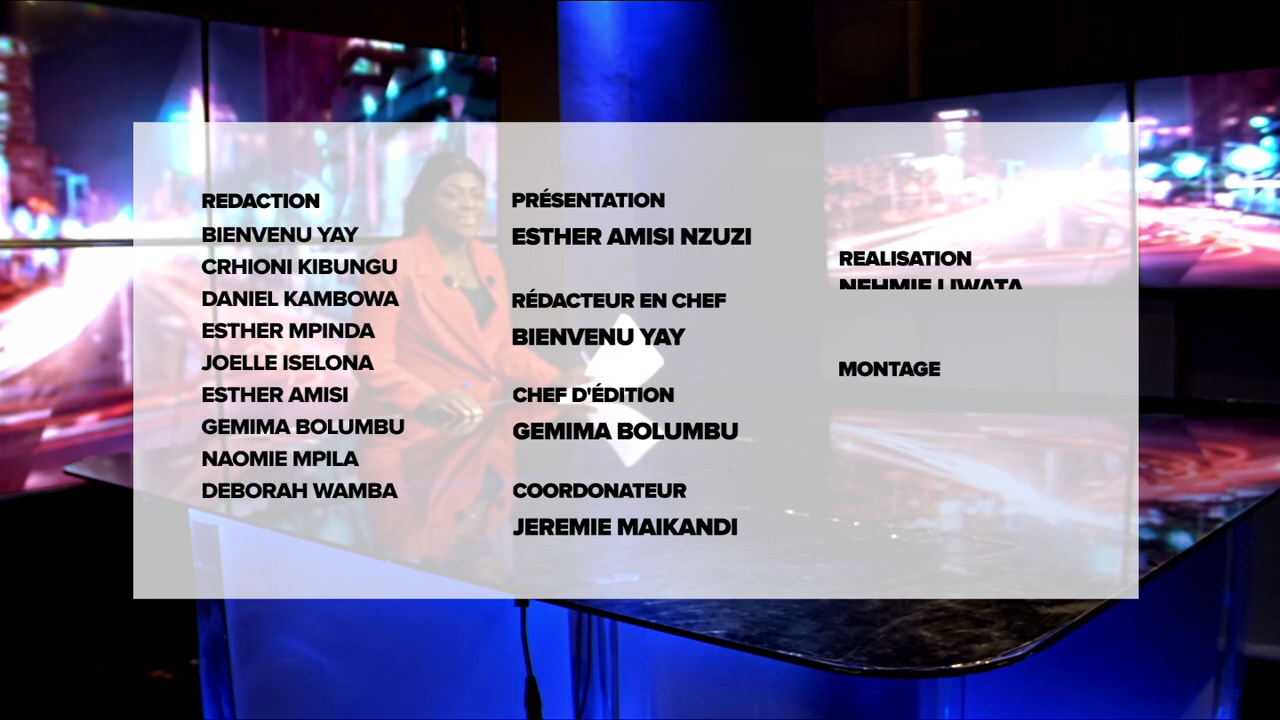 REDACTION
BIENVENU YAY
CRHIONI KIBUNGU
DANIEL KAMBOWA
ESTHER MPINDA
JOELLE ISELONA
ESTHER AMISI
GEMIMA BOLUMBU
NAOMIE MPILA
DEBORAH WAMBA
PRÉSENTATION
ESTHER AMISI NZUZI
RÉDACTEUR EN CHEF
BIENVENU YAY
CHEF D'ÉDITION
GEMIMA BOLUMBU
COORDONATEUR
JEREMIE MAIKANDI
REALISATION
MONTAGE